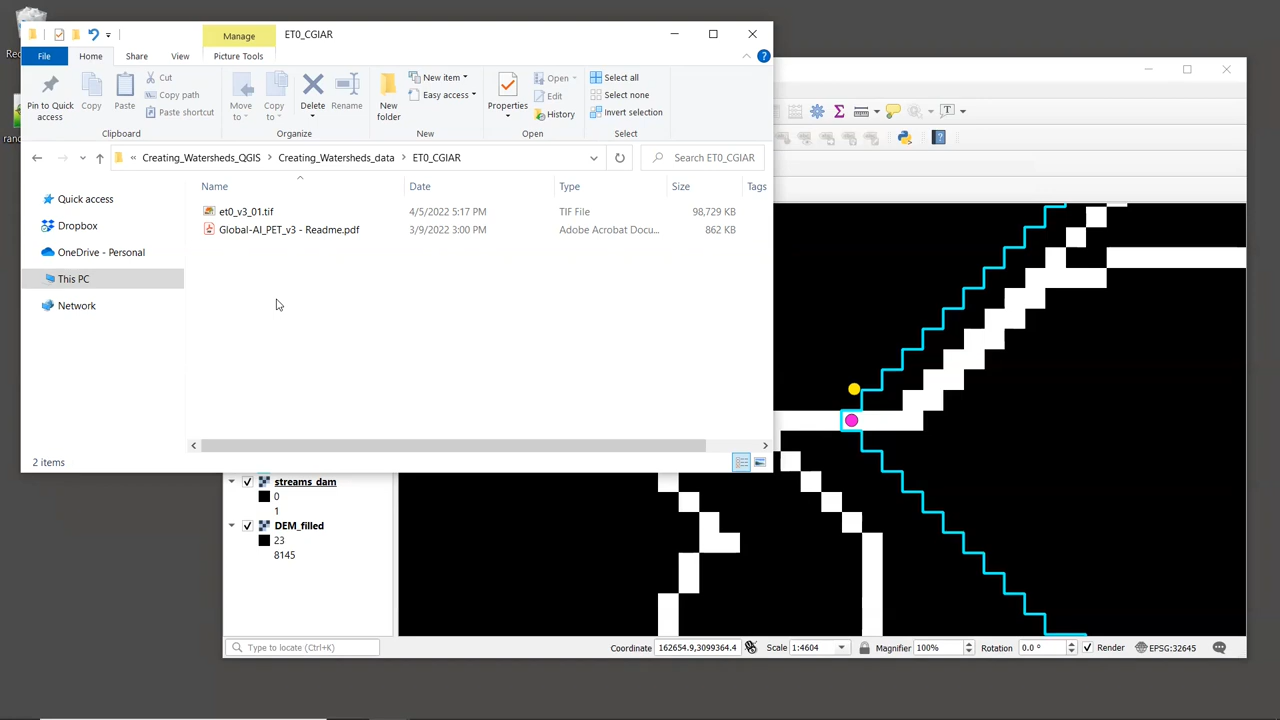 Manage
ET0_CGIAR
File
Home
Share
View
Picture Tools
Pin to Quick access
Copy
Paste
Cut
Copy path
Paste shortcut
Clipboard
Move to
Copy to
Delete
Rename
Organize
New folder
New item
Easy access
New
Properties
Open
Edit
History
Open
Select all
Select none
Invert selection
Select
« Creating_Watersheds_QGIS > Creating_Watersheds_data > ET0_CGIAR
Search ET0_CGIAR
Name Date Type Size Tags
et0_v3_01.tif 4/5/2022 5:17 PM TIF File 98,729 KB
Global-AI_PET_v3 - Readme.pdf 3/9/2022 3:00 PM Adobe Acrobat Docu... 862 KB
Quick access
Dropbox
OneDrive - Personal
This PC
Network
2 items
streams_dam
0
1
DEM_filled
23
8145
Type to locate (Ctrl+K)
Coordinate 162654.9,3099364.4 Scale 1:4604 Magnifier 100% Rotation 0.0 ° Render EPSG:32645